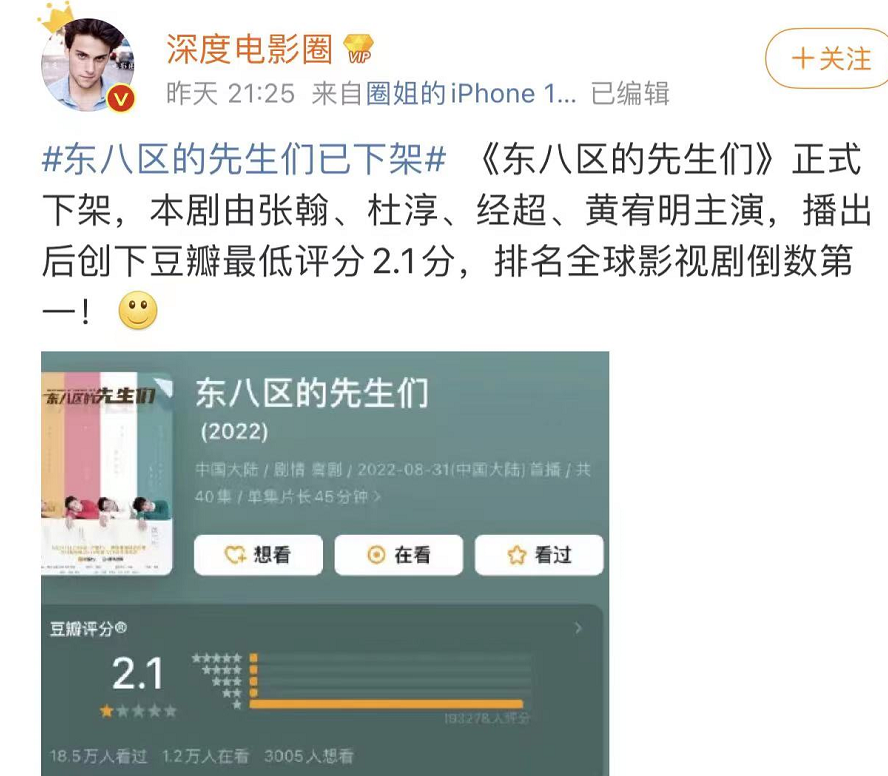 深度电影圈
VIP
+关注
昨天 21:25 来自圈姐的iPhone 1... 已编辑
#东八区的先生们已下架# 《东八区的先生们》正式
下架，本剧由张翰、杜淳、经超、黄宥明主演，播出
后创下豆瓣最低评分2.1分，排名全球影视剧倒数第
一！
东八区的先生们
东八区的先生们
(2022)
中国大陆 / 剧情 喜剧 / 2022-08-31(中国大陆)首播 / 共
40集 / 单集片长45分钟 >
想看
在看
看过
豆瓣评分®
2.1
193278人评分
18.5万人看过 1.2万人在看 3005人想看